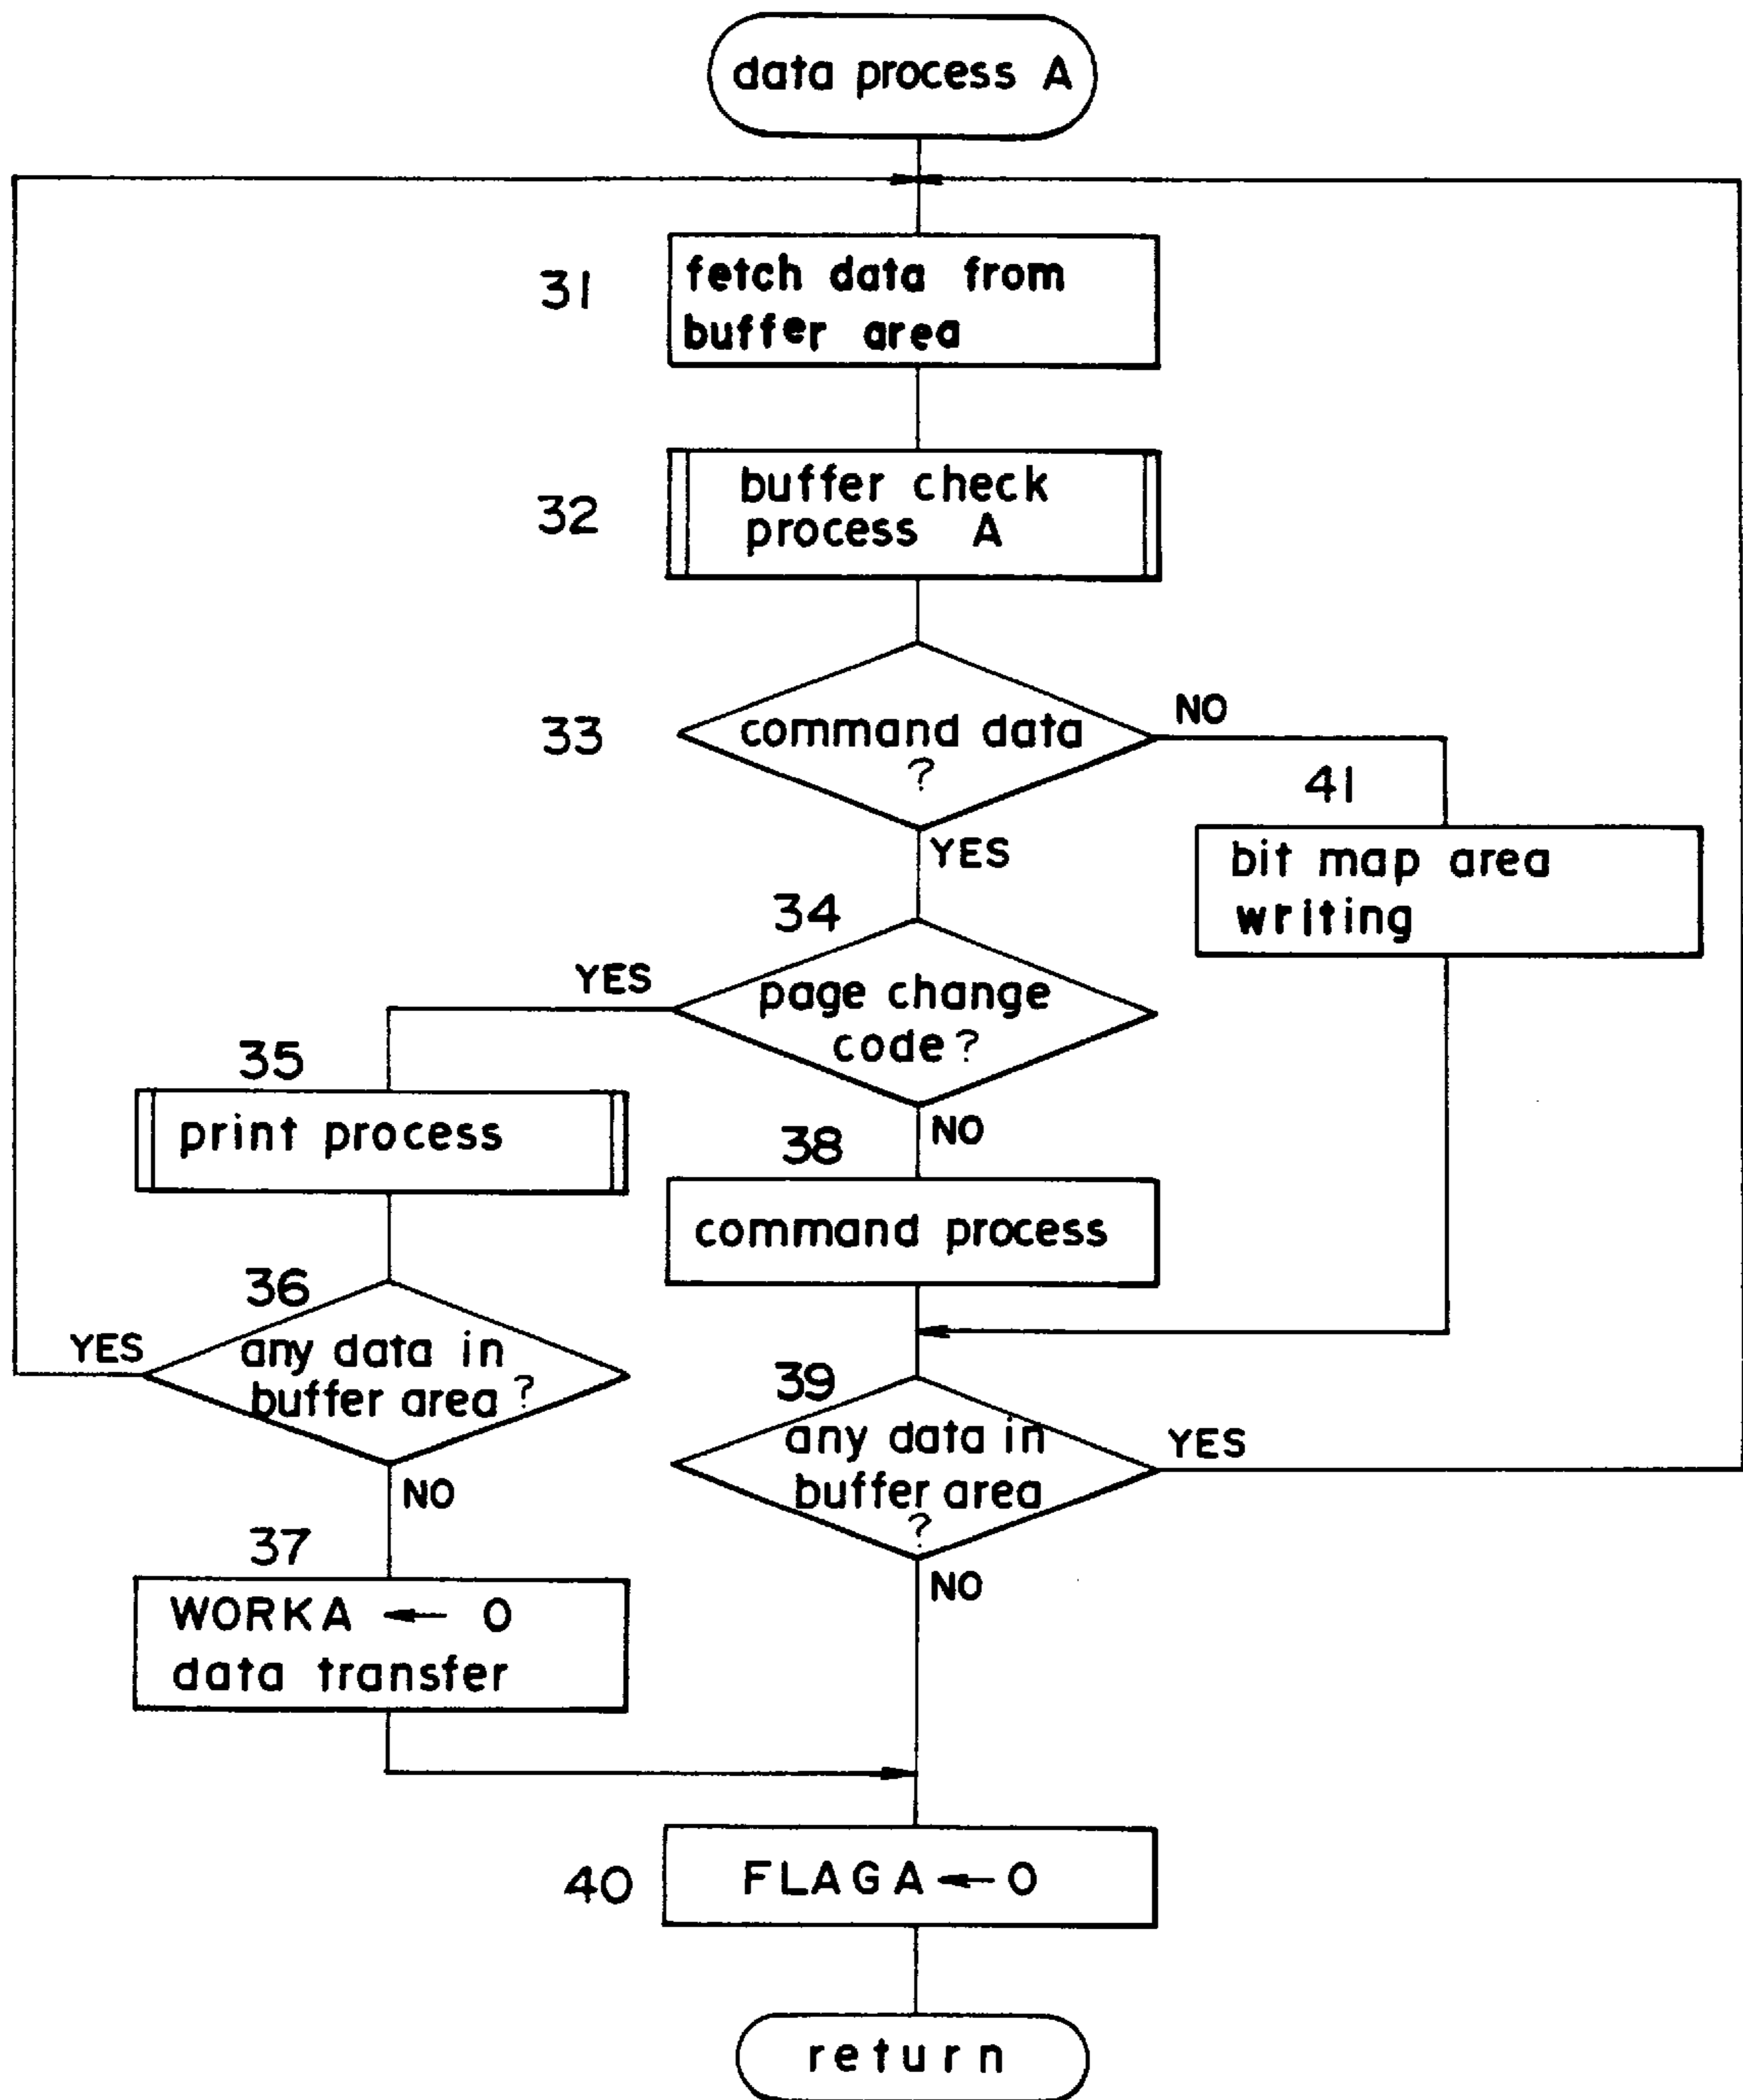 data process A
31
fetch data from
buffer area
32
buffer check
process A
33
command data
?
NO
YES
41
bit map area
writing
34
YES
page change
code?
NO
35
print process
38
command process
36
YES
any data in
buffer area?
NO
39
any data in
buffer area
?
YES
NO
37
WORKA ← 0
data transfer
40
FLAGA ← 0
return